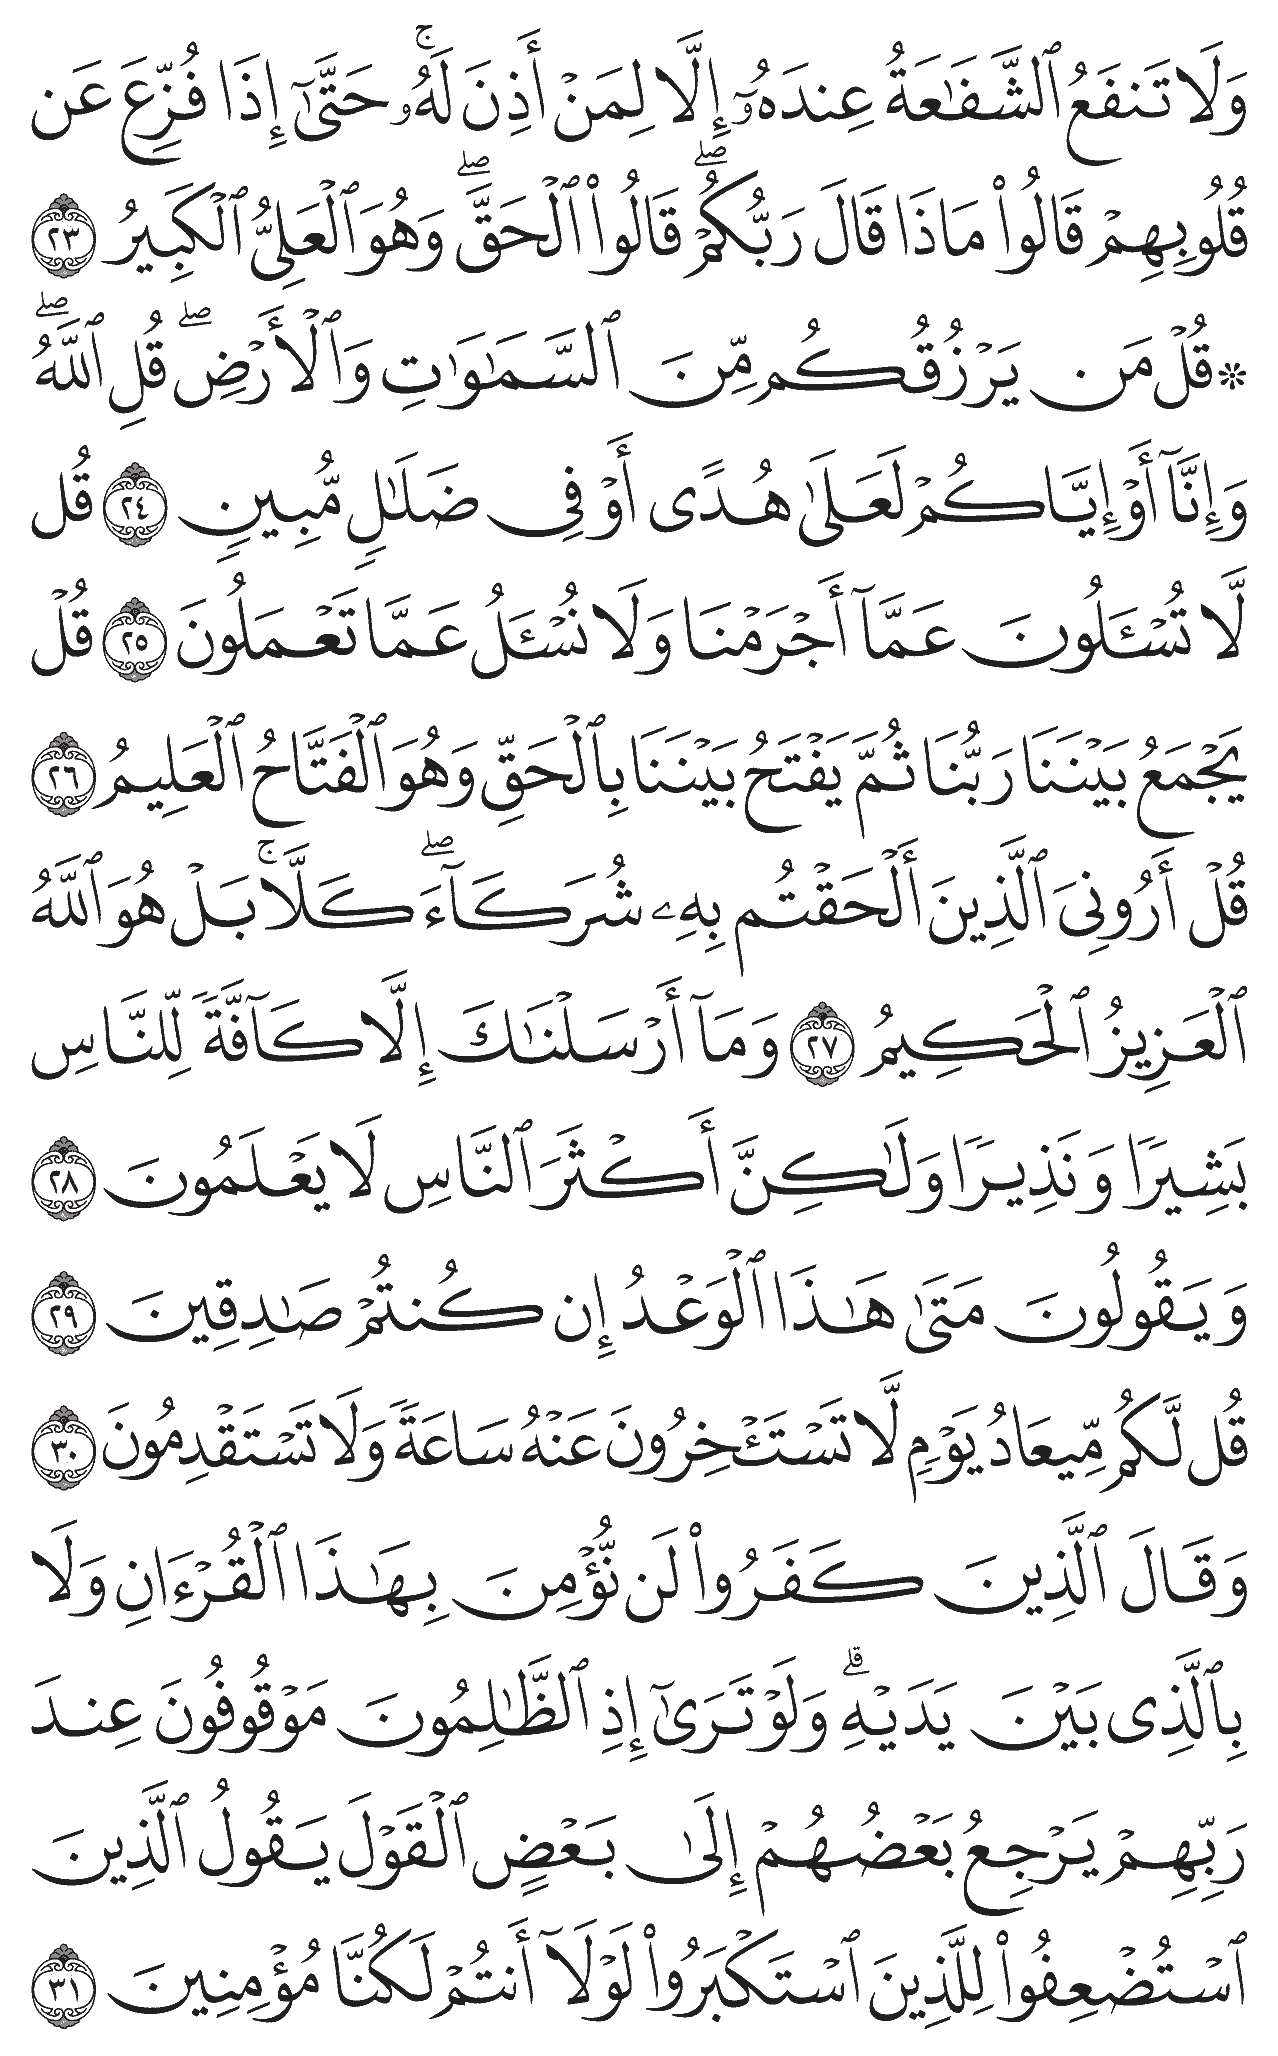 وَلَا تَنفَعُ ٱلشَّفَٰعَةُ عِندَهُۥٓ إِلَّا لِمَنْ أَذِنَ لَهُۥۚ حَتَّىٰٓ إِذَا فُزِّعَ عَن
قُلُوبِهِمْ قَالُوا۟ مَاذَا قَالَ رَبُّكُمْۖ قَالُوا۟ ٱلْحَقَّۖ وَهُوَ ٱلْعَلِىُّ ٱلْكَبِيرُ ٢٣
۞ قُلْ مَن يَرْزُقُكُم مِّنَ ٱلسَّمَٰوَٰتِ وَٱلْأَرْضِۖ قُلِ ٱللَّهُۖ
وَإِنَّآ أَوْ إِيَّاكُمْ لَعَلَىٰ هُدًى أَوْ فِى ضَلَٰلٍ مُّبِينٍ ٢٤ قُل
لَّا تُسْـَٔلُونَ عَمَّآ أَجْرَمْنَا وَلَا نُسْـَٔلُ عَمَّا تَعْمَلُونَ ٢٥ قُلْ
يَجْمَعُ بَيْنَنَا رَبُّنَا ثُمَّ يَفْتَحُ بَيْنَنَا بِٱلْحَقِّ وَهُوَ ٱلْفَتَّاحُ ٱلْعَلِيمُ ٢٦
قُلْ أَرُونِىَ ٱلَّذِينَ أَلْحَقْتُم بِهِۦ شُرَكَآءَۖ كَلَّاۚ بَلْ هُوَ ٱللَّهُ
ٱلْعَزِيزُ ٱلْحَكِيمُ ٢٧ وَمَآ أَرْسَلْنَٰكَ إِلَّا كَآفَّةً لِّلنَّاسِ
بَشِيرًا وَنَذِيرًا وَلَٰكِنَّ أَكْثَرَ ٱلنَّاسِ لَا يَعْلَمُونَ ٢٨
وَيَقُولُونَ مَتَىٰ هَٰذَا ٱلْوَعْدُ إِن كُنتُمْ صَٰدِقِينَ ٢٩
قُل لَّكُم مِّيعَادُ يَوْمٍ لَّا تَسْتَـْٔخِرُونَ عَنْهُ سَاعَةً وَلَا تَسْتَقْدِمُونَ ٣٠
وَقَالَ ٱلَّذِينَ كَفَرُوا۟ لَن نُّؤْمِنَ بِهَٰذَا ٱلْقُرْءَانِ وَلَا
بِٱلَّذِى بَيْنَ يَدَيْهِۗ وَلَوْ تَرَىٰٓ إِذِ ٱلظَّٰلِمُونَ مَوْقُوفُونَ عِندَ
رَبِّهِمْ يَرْجِعُ بَعْضُهُمْ إِلَىٰ بَعْضٍ ٱلْقَوْلَ يَقُولُ ٱلَّذِينَ
ٱسْتُضْعِفُوا۟ لِلَّذِينَ ٱسْتَكْبَرُوا۟ لَوْلَآ أَنتُمْ لَكُنَّا مُؤْمِنِينَ ٣١